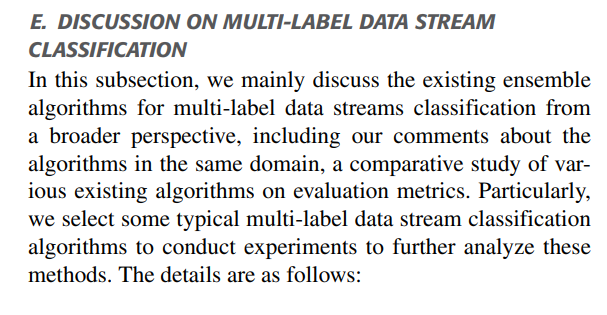 E. DISCUSSION ON MULTI-LABEL DATA STREAM
CLASSIFICATION
In this subsection, we mainly discuss the existing ensemble
algorithms for multi-label data streams classification from
a broader perspective, including our comments about the
algorithms in the same domain, a comparative study of var-
ious existing algorithms on evaluation metrics. Particularly,
we select some typical multi-label data stream classification
algorithms to conduct experiments to further analyze these
methods. The details are as follows: